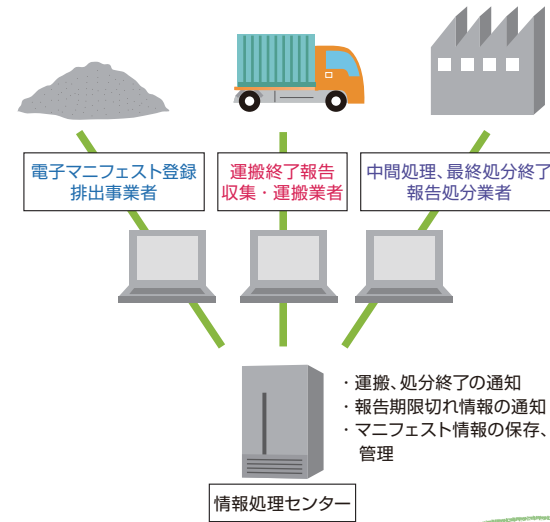 電子マニフェスト登録
排出事業者
運搬終了報告
収集・運搬業者
中間処理、最終処分終了
報告処分業者
・運搬、処分終了の通知
・報告期限切れ情報の通知
・マニフェスト情報の保存、
管理
情報処理センター